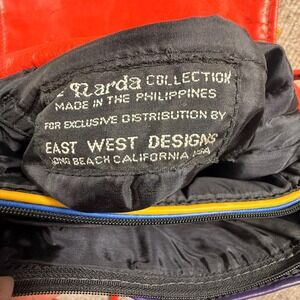 Narda COLLECTION
MADE IN THE PHILIPPINES
FOR EXCLUSIVE DISTRIBUTION BY
EAST WEST DESIGNS
BEACH CALIFORNIA USA